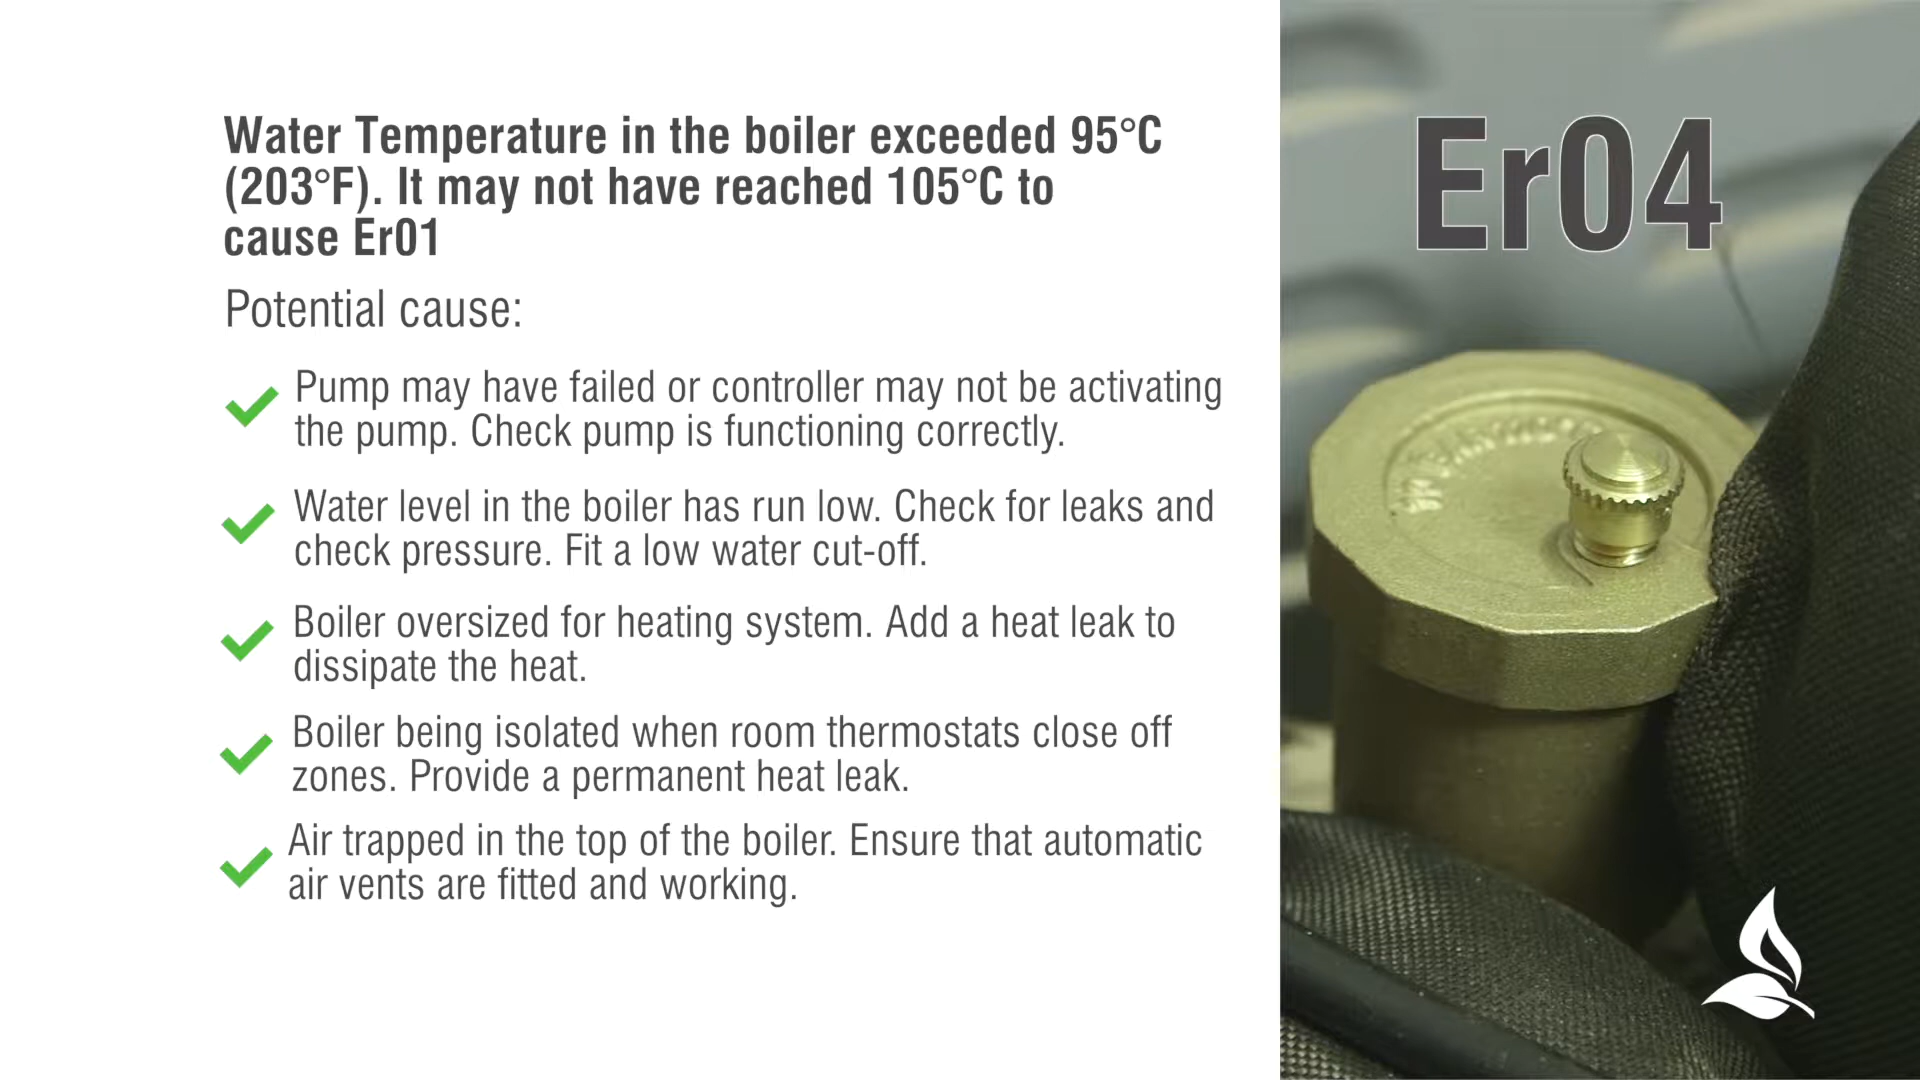 Water Temperature in the boiler exceeded 95°C
(203°F). It may not have reached 105°C to
cause Er01
Potential cause:
Pump may have failed or controller may not be activating
the pump. Check pump is functioning correctly.
Water level in the boiler has run low. Check for leaks and
check pressure. Fit a low water cut-off.
Boiler oversized for heating system. Add a heat leak to
dissipate the heat.
Boiler being isolated when room thermostats close off
zones. Provide a permanent heat leak.
Air trapped in the top of the boiler. Ensure that automatic
air vents are fitted and working.
Er04